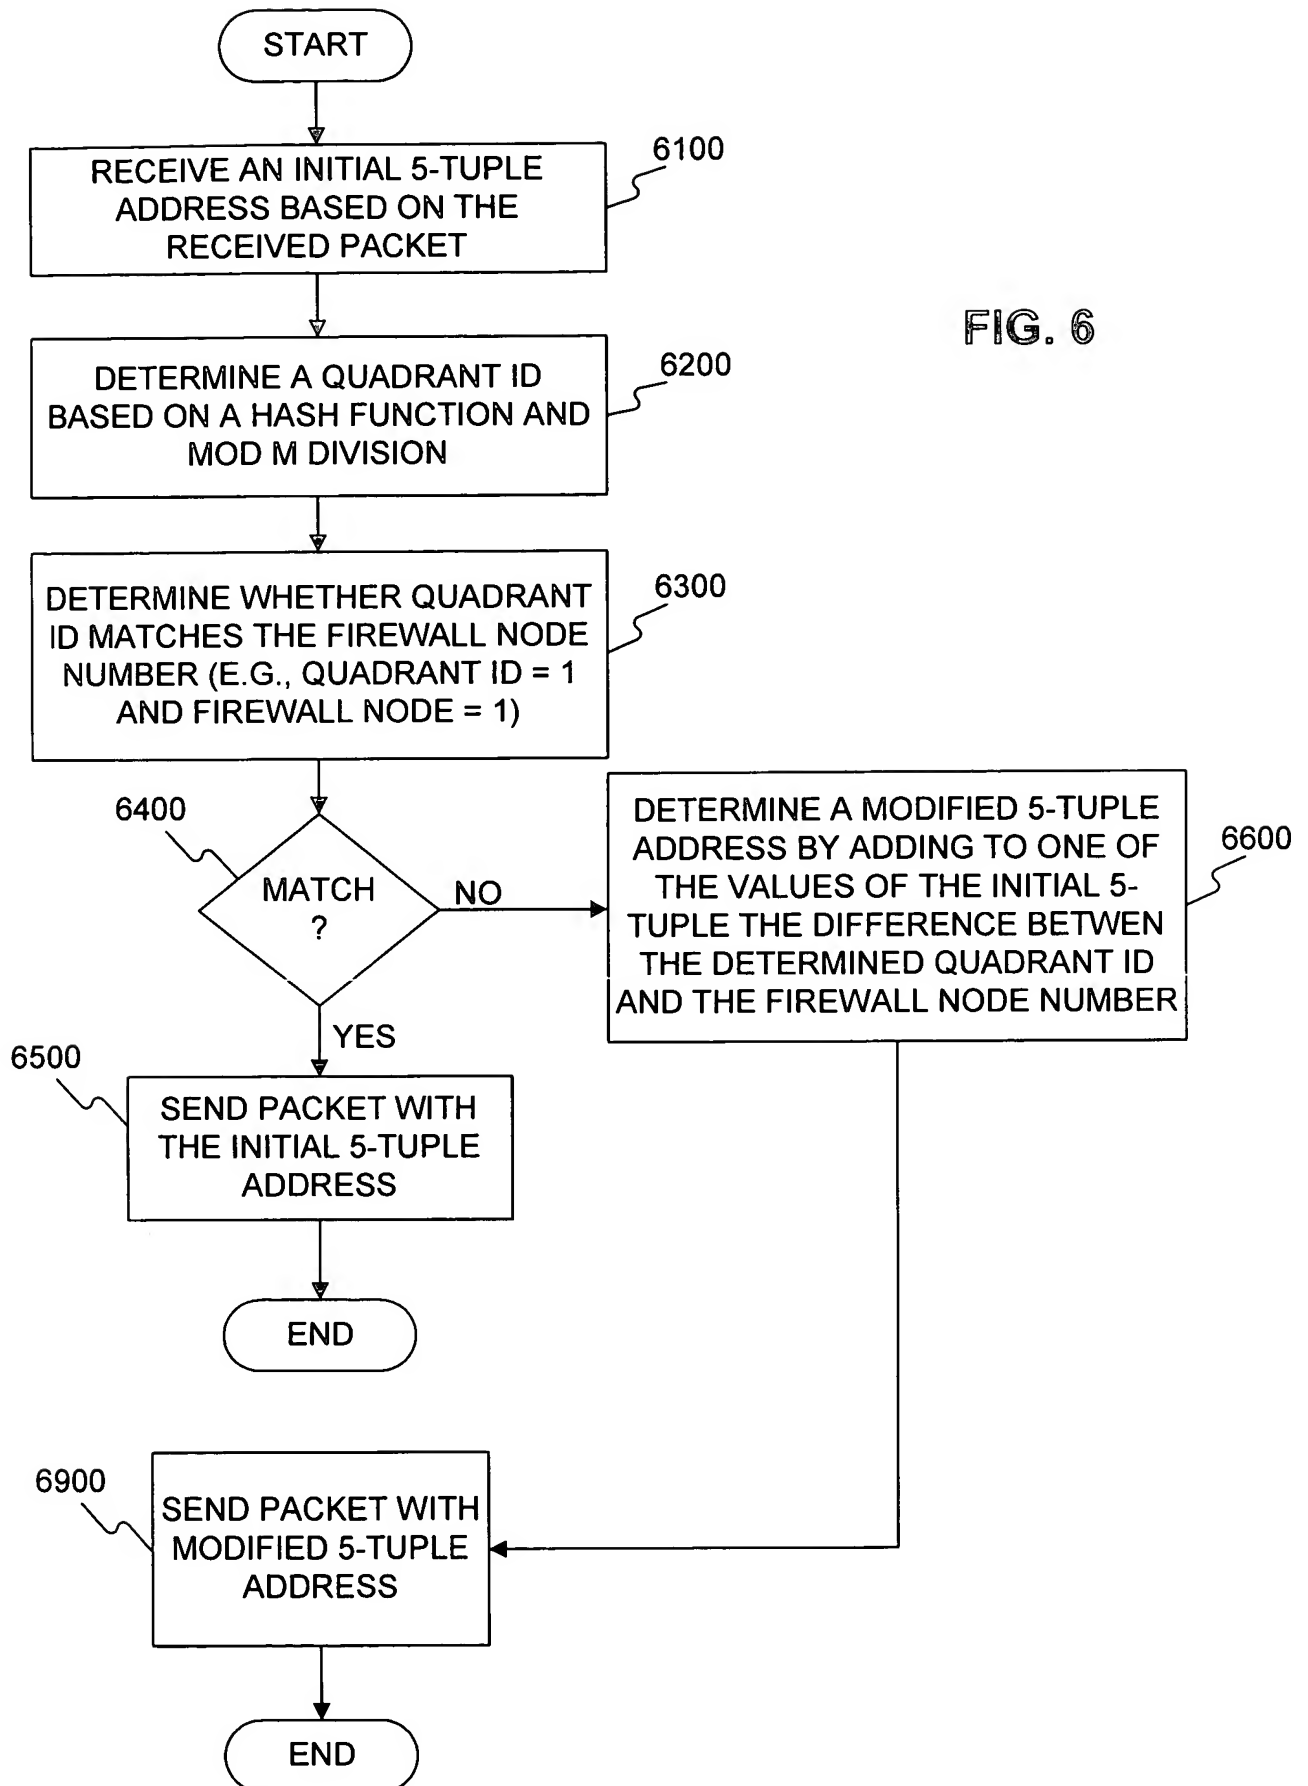 START
RECEIVE AN INITIAL 5-TUPLE
ADDRESS BASED ON THE
RECEIVED PACKET
6100
FIG. 6
DETERMINE A QUADRANT ID
BASED ON A HASH FUNCTION AND
MOD M DIVISION
6200
DETERMINE WHETHER QUADRANT
ID MATCHES THE FIREWALL NODE
NUMBER (E.G., QUADRANT ID = 1
AND FIREWALL NODE = 1)
6300
6400
MATCH
?
NO
YES
DETERMINE A MODIFIED 5-TUPLE
ADDRESS BY ADDING TO ONE OF
THE VALUES OF THE INITIAL 5-
TUPLE THE DIFFERENCE BETWEN
THE DETERMINED QUADRANT ID
AND THE FIREWALL NODE NUMBER
6600
6500
SEND PACKET WITH
THE INITIAL 5-TUPLE
ADDRESS
END
6900
SEND PACKET WITH
MODIFIED 5-TUPLE
ADDRESS
END